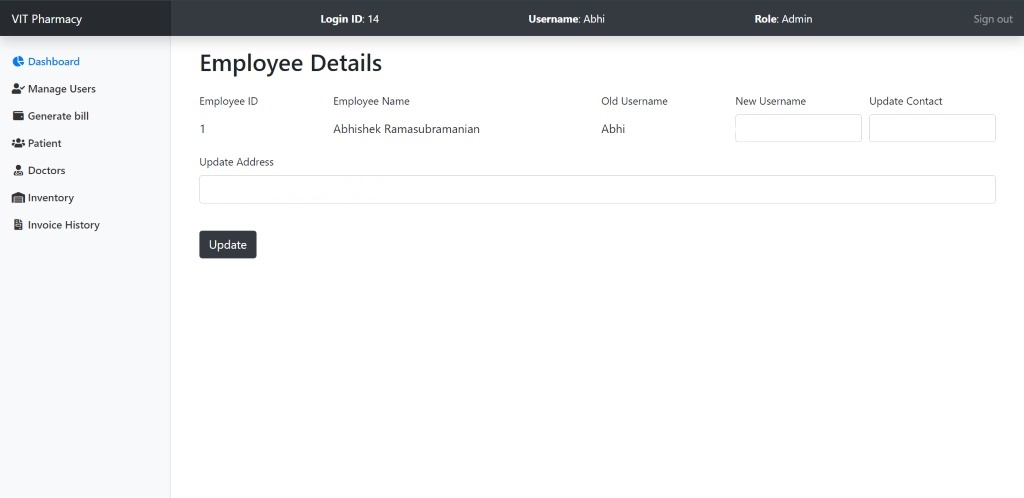 VIT Pharmacy
Login ID: 14
Username: Abhi
Role: Admin
Sign out
Dashboard
Manage Users
Generate bill
Patient
Doctors
Inventory
Invoice History
Employee Details
Employee ID
Employee Name
Old Username
New Username
Update Contact
1
Abhishek Ramasubramanian
Abhi
Update Address
Update